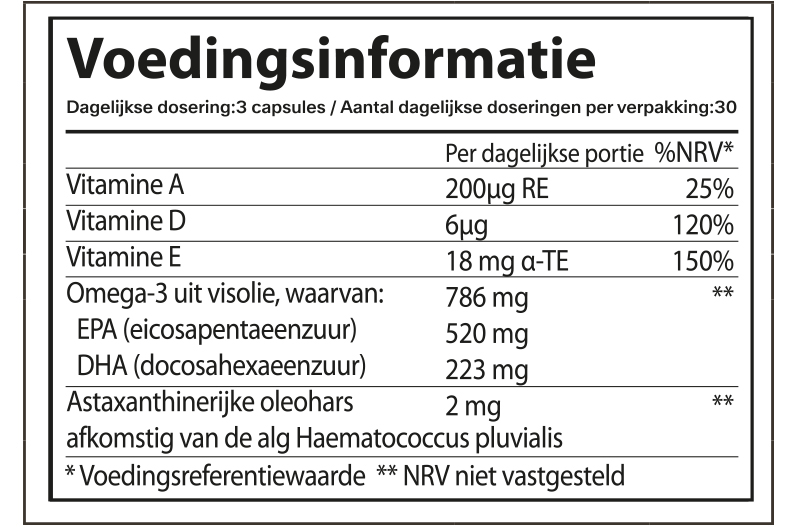 Voedingsinformatie
Dagelijkse dosering:3 capsules / Aantal dagelijkse doseringen per verpakking:30
Per dagelijkse portie %NRV*
Vitamine A 200µg RE 25%
Vitamine D 6µg 120%
Vitamine E 18 mg α-TE 150%
Omega-3 uit visolie, waarvan: 786 mg **
EPA (eicosapentaeenzuur) 520 mg
DHA (docosahexaeenzuur) 223 mg
Astaxanthinerijke oleohars 2 mg **
afkomstig van de alg Haematococcus pluvialis
* Voedingsreferentiewaarde ** NRV niet vastgesteld